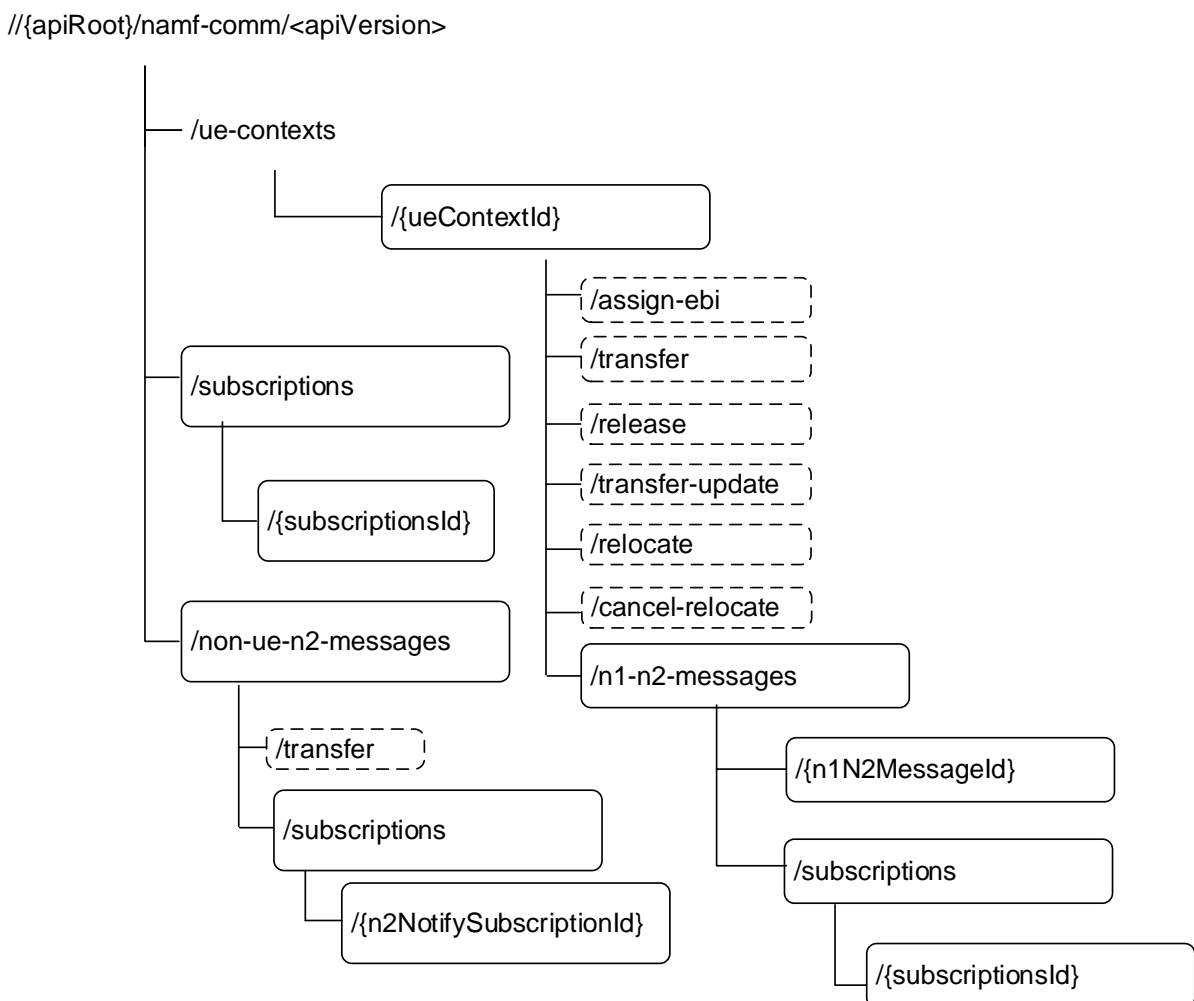 //{apiRoot}/namf-comm/<apiVersion>
/ue-contexts
/{ueContextId}
/assign-ebi
/transfer
/release
/transfer-update
/relocate
/cancel-relocate
/n1-n2-messages
/{n1N2MessageId}
/subscriptions
/{subscriptionsId}
/subscriptions
/{subscriptionsId}
/non-ue-n2-messages
/transfer
/subscriptions
/{n2NotifySubscriptionId}